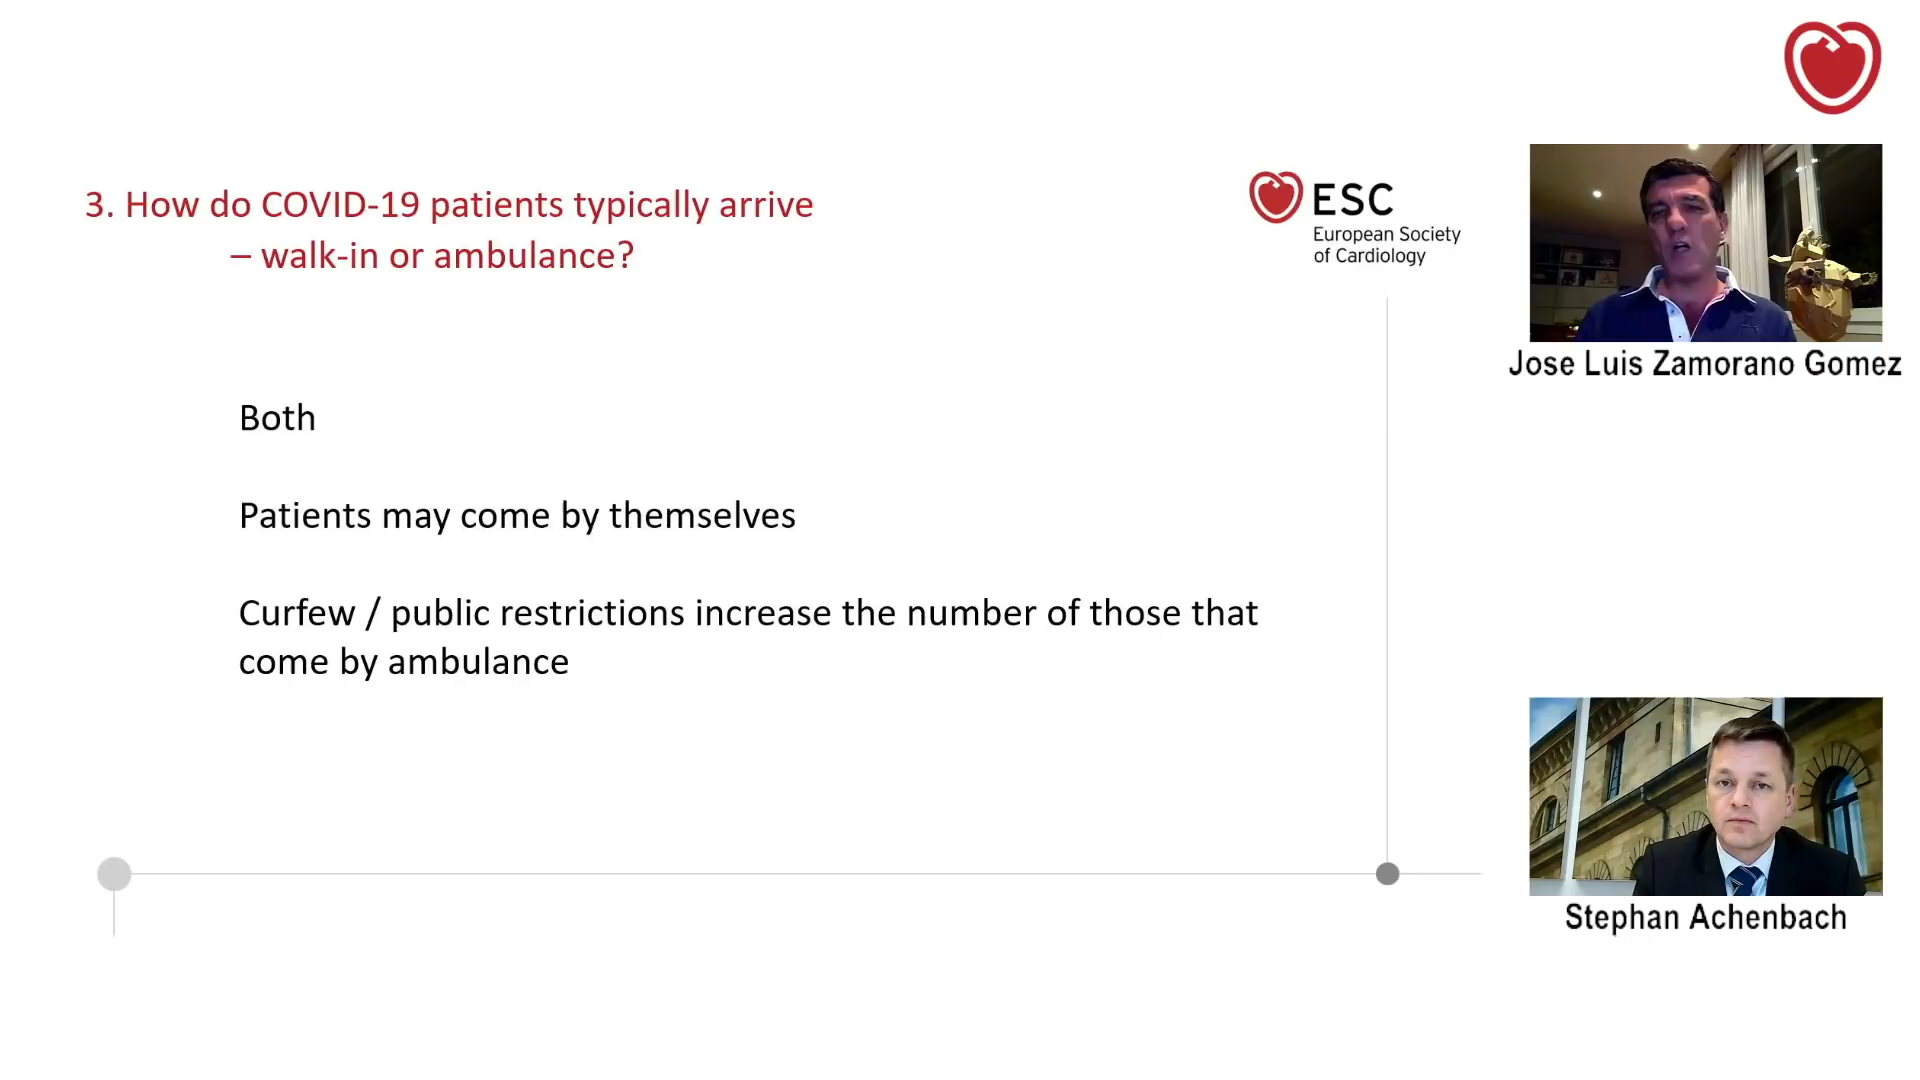 3. How do COVID-19 patients typically arrive
– walk-in or ambulance?
ESC
European Society
of Cardiology
Both
Patients may come by themselves
Curfew / public restrictions increase the number of those that
come by ambulance
Jose Luis Zamorano Gomez
Stephan Achenbach